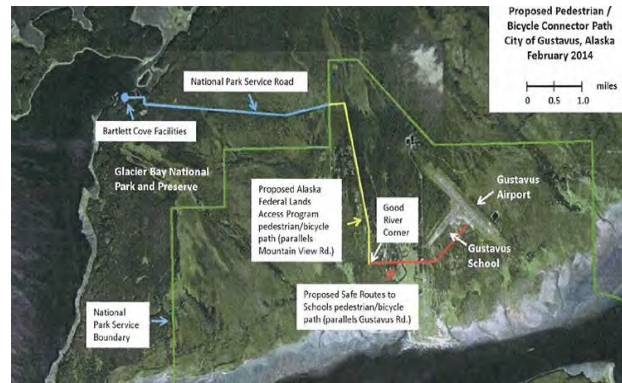 Proposed Pedestrian /
Bicycle Connector Path
City of Gustavus, Alaska
February 2014
miles
0 0.5 1.0
National Park Service Road
Bartlett Cove Facilities
Glacier Bay National
Park and Preserve
Proposed Alaska
Federal Lands
Access Program
pedestrian/bicycle
path (parallels
Mountain View Rd.)
Good
River
Corner
Gustavus
Airport
Gustavus
School
Proposed Safe Routes to
Schools pedestrian/bicycle
path (parallels Gustavus Rd.)
National
Park Service
Boundary